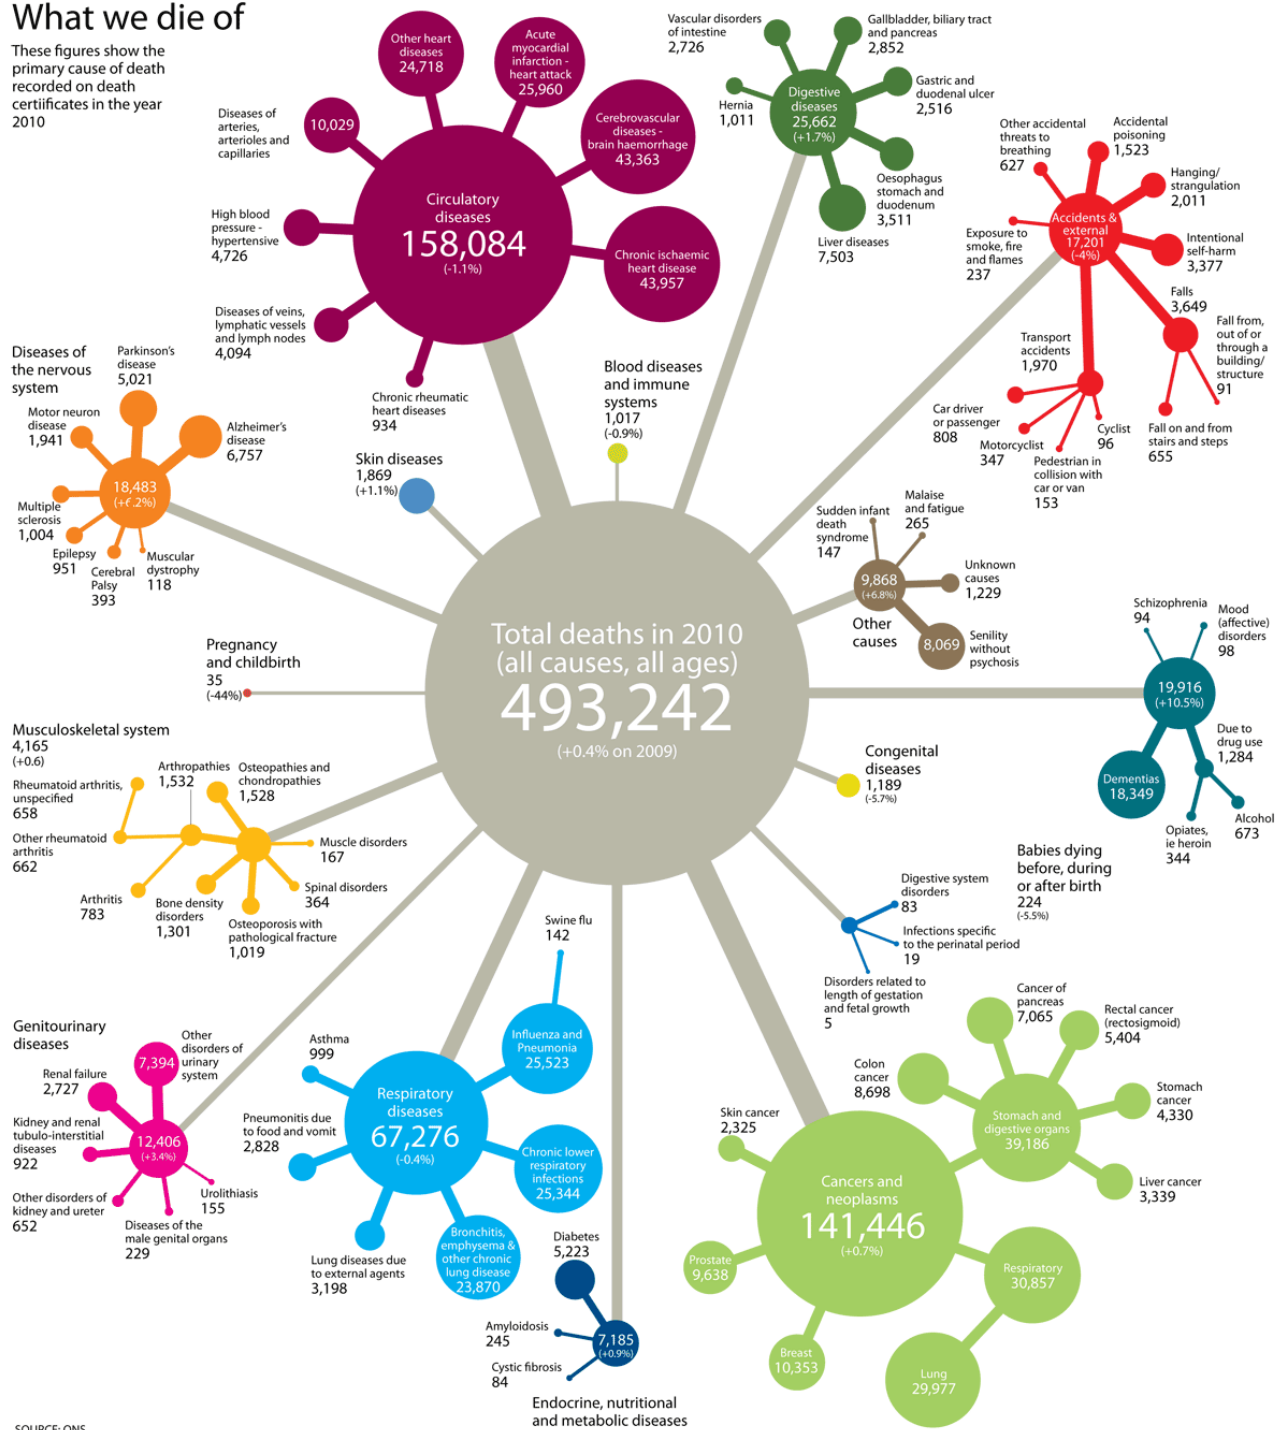 What we die of
These figures show the
primary cause of death
recorded on death
certiificates in the year
2010
Circulatory
diseases
158,084
(-1.1%)
Other heart
diseases
24,718
Acute
myocardial
infarction -
heart attack
25,960
Cerebrovascular
diseases -
brain haemorrhage
43,363
Chronic ischaemic
heart disease
43,957
Diseases of
arteries,
arterioles and
capillaries
10,029
High blood
pressure -
hypertensive
4,726
Diseases of veins,
lymphatic vessels
and lymph nodes
4,094
Chronic rheumatic
heart diseases
934
Vascular disorders
of intestine
2,726
Gallbladder, biliary tract
and pancreas
2,852
Hernia
1,011
Digestive
diseases
25,662
(+1.7%)
Gastric and
duodenal ulcer
2,516
Oesophagus
stomach and
duodenum
3,511
Liver diseases
7,503
Other accidental
threats to
breathing
627
Accidental
poisoning
1,523
Hanging/
strangulation
2,011
Accidents &
external
17,201
(-4%)
Exposure to
smoke, fire
and flames
237
Intentional
self-harm
3,377
Falls
3,649
Fall from,
out of or
through a
building/
structure
91
Fall on and from
stairs and steps
655
Transport
accidents
1,970
Car driver
or passenger
808
Motorcyclist
347
Pedestrian in
collision with
car or van
153
Cyclist
96
Diseases of
the nervous
system
18,483
Parkinson's
disease
5,021
Motor neuron
disease
1,941
Alzheimer's
disease
6,757
Multiple
sclerosis
1,004
Epilepsy
951
Cerebral
Palsy
393
Muscular
dystrophy
118
Skin diseases
1,869
(+1.1%)
Blood diseases
and immune
systems
1,017
(-0.9%)
Sudden infant
death
syndrome
147
Malaise
and fatigue
265
Unknown
causes
1,229
9,868
(+6.8%)
Other
causes
8,069
Senility
without
psychosis
Total deaths in 2010
(all causes, all ages)
493,242
(+0.4% on 2009)
Pregnancy
and childbirth
35
(-44%)
Schizophrenia
94
Mood
(affective)
disorders
98
19,916
(+10.5%)
Dementias
18,349
Due to
drug use
1,284
Opiates,
ie heroin
344
Alcohol
673
Congenital
diseases
1,189
(-5.7%)
Musculoskeletal system
4,165
(+0.6)
Arthropathies
1,532
Osteopathies and
chondropathies
1,528
Rheumatoid arthritis,
unspecified
658
Other rheumatoid
arthritis
662
Arthritis
783
Bone density
disorders
1,301
Osteoporosis with
pathological fracture
1,019
Muscle disorders
167
Spinal disorders
364
Babies dying
before, during
or after birth
224
(-5.5%)
Digestive system
disorders
83
Infections specific
to the perinatal period
19
Disorders related to
length of gestation
and fetal growth
5
Genitourinary
diseases
12,406
(+3.4%)
7,394
Other
disorders of
urinary
system
Renal failure
2,727
Kidney and renal
tubulo-interstitial
diseases
922
Other disorders of
kidney and ureter
652
Diseases of the
male genital organs
229
Urolithiasis
155
Swine flu
142
Influenza and
Pneumonia
25,523
Respiratory
diseases
67,276
(-0.4%)
Asthma
999
Pneumonitis due
to food and vomit
2,828
Lung diseases due
to external agents
3,198
Bronchitis,
emphysema &
other chronic
lung disease
23,870
Chronic lower
respiratory
infections
25,344
Diabetes
5,223
Amyloidosis
245
Cystic fibrosis
84
7,185
(+0.9%)
Endocrine, nutritional
and metabolic diseases
Cancers and
neoplasms
141,446
(+0.7%)
Skin cancer
2,325
Prostate
9,638
Breast
10,353
Lung
29,977
Respiratory
30,857
Stomach and
digestive organs
39,186
Colon
cancer
8,698
Cancer of
pancreas
7,065
Rectal cancer
(rectosigmoid)
5,404
Stomach
cancer
4,330
Liver cancer
3,339
SOURCE: ONS